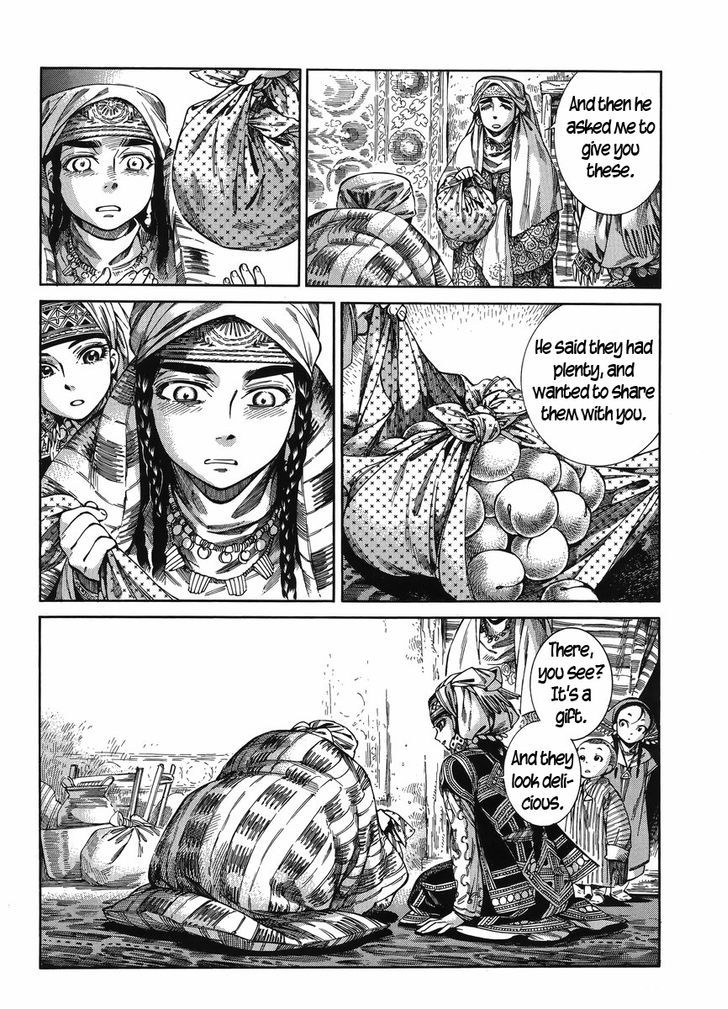 And then he
asked me to
give you
these.
He said they had
plenty, and
wanted to share
them with you.
There,
you see?
It's a
gift.
And they
look deli-
cious.